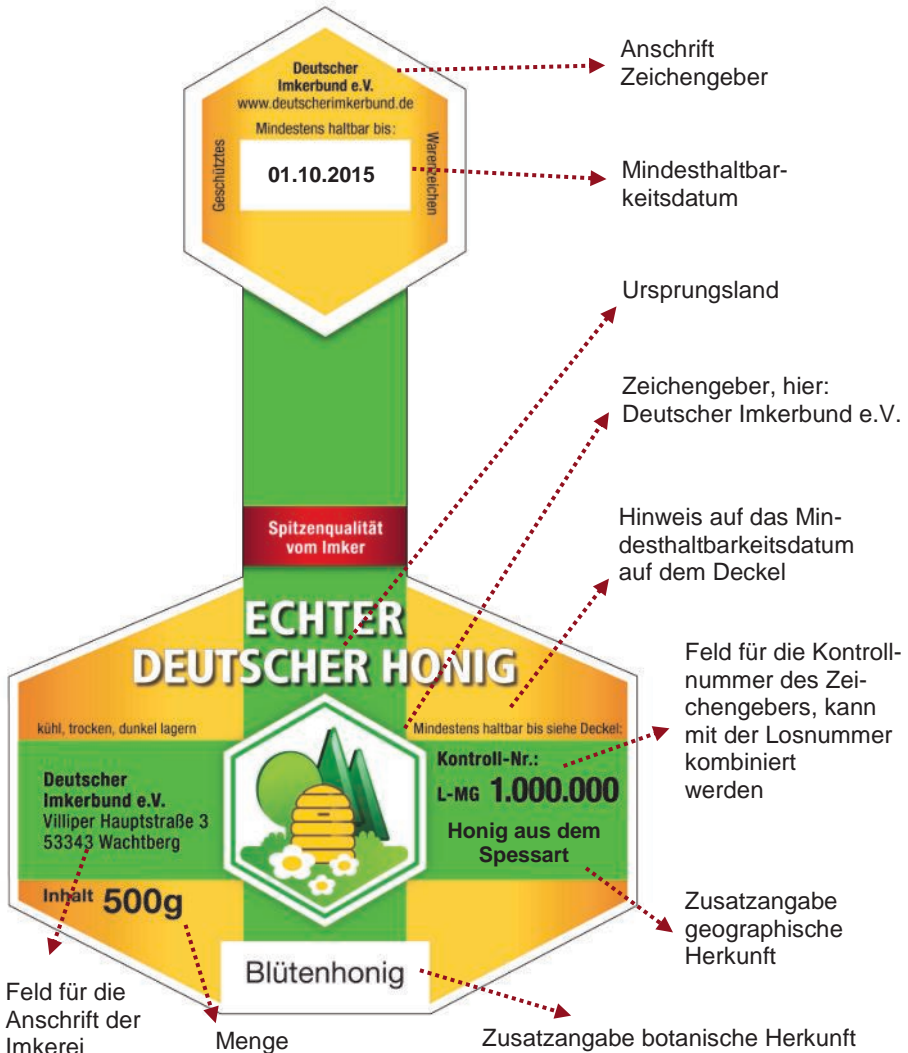 Deutscher
Imkerbund e.V.
www.deutscherimkerbund.de
Mindestens haltbar bis:
Geschütztes
Warenzeichen
01.10.2015
Anschrift
Zeichengeber
Mindesthaltbar-
keitsdatum
Ursprungsland
Zeichengeber, hier:
Deutscher Imkerbund e.V.
Hinweis auf das Min-
desthaltbarkeitsdatum
auf dem Deckel
Spitzenqualität
vom Imker
ECHTER
DEUTSCHER HONIG
Feld für die Kontroll-
nummer des Zei-
chengebers, kann
mit der Losnummer
kombiniert
werden
kühl, trocken, dunkel lagern
Mindestens haltbar bis siehe Deckel:
Deutscher
Imkerbund e.V.
Villiper Hauptstraße 3
53343 Wachtberg
Kontroll-Nr.:
L-MG 1.000.000
Honig aus dem
Spessart
Inhalt 500g
Zusatzangabe
geographische
Herkunft
Blütenhonig
Feld für die
Anschrift der
Imkerei
Menge
Zusatzangabe botanische Herkunft